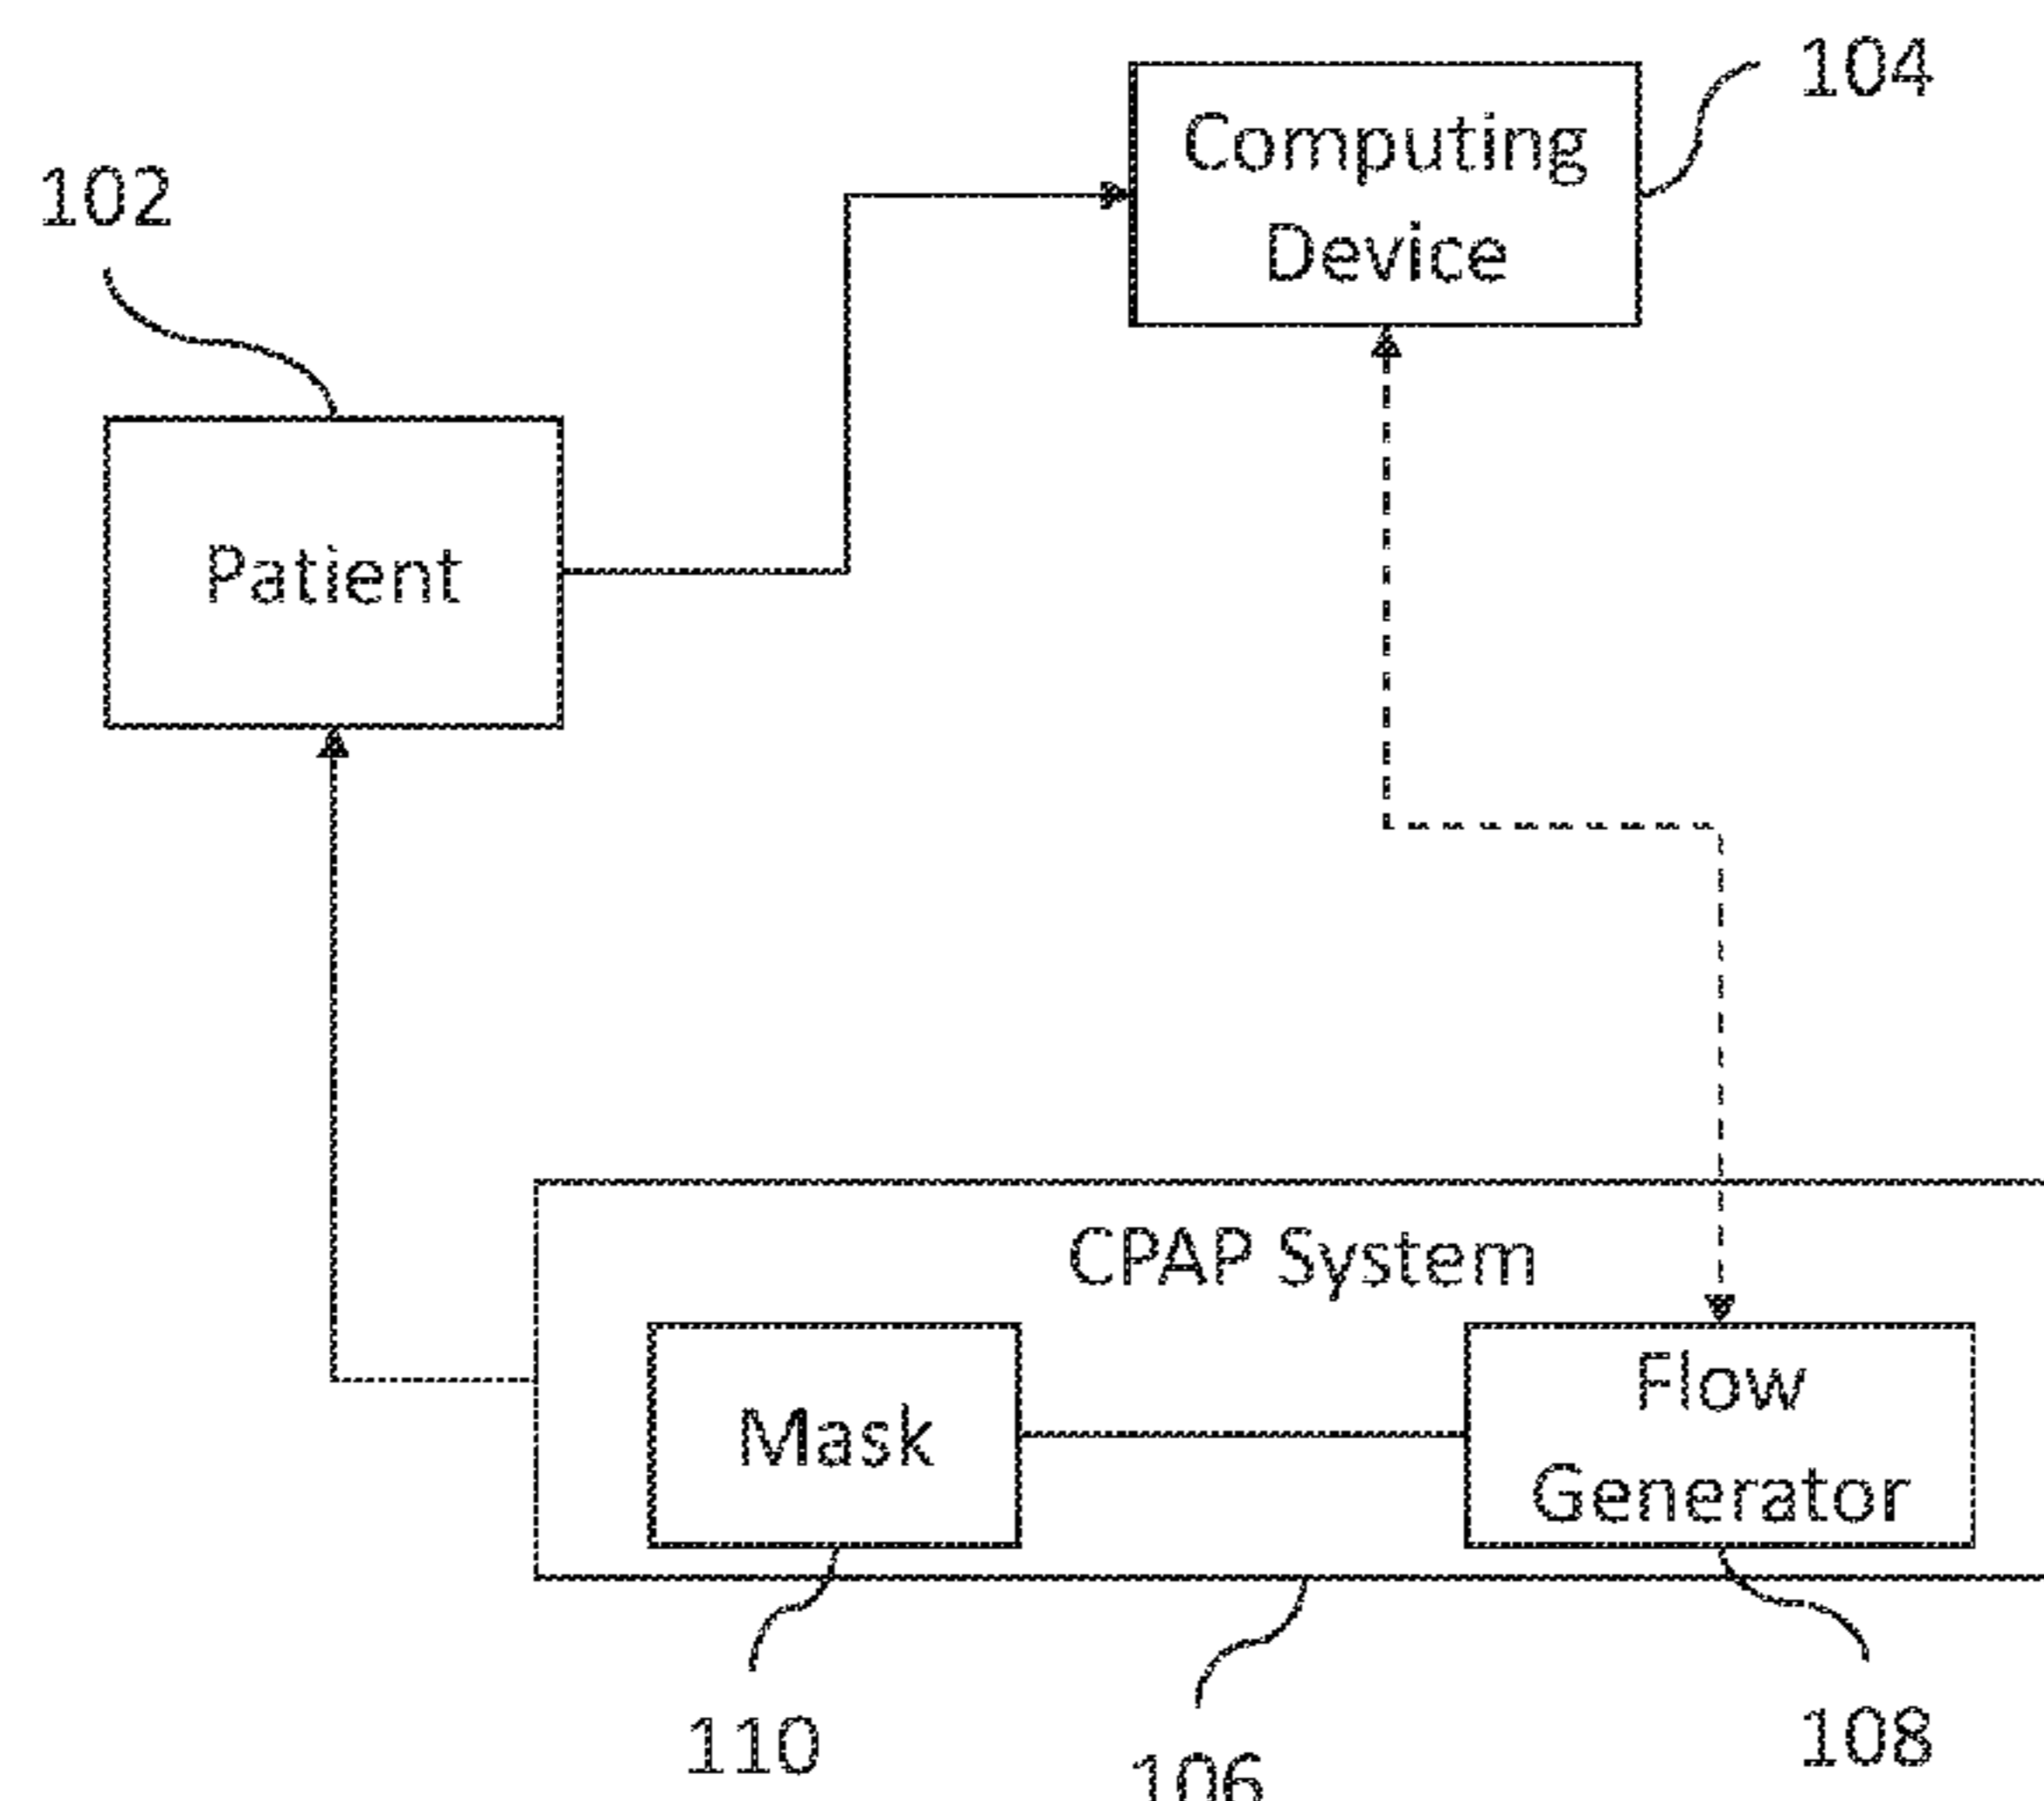 104
Computing
Device
102
Patient
CPAP System
Mask
Flow
Generator
110
106
108